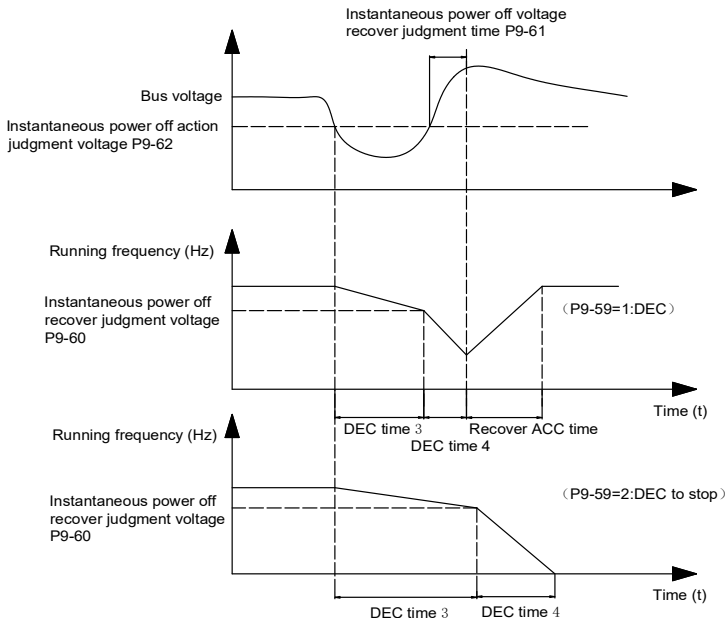 Instantaneous power off voltage
recover judgment time P9-61
Bus voltage
Instantaneous power off action
judgment voltage P9-62
Running frequency (Hz)
Instantaneous power off
recover judgment voltage
P9-60
（P9-59=1:DEC）
Time (t)
DEC time 3
Recover ACC time
DEC time 4
Running frequency (Hz)
Instantaneous power off
recover judgment voltage
P9-60
（P9-59=2:DEC to stop）
Time (t)
DEC time 3
DEC time 4